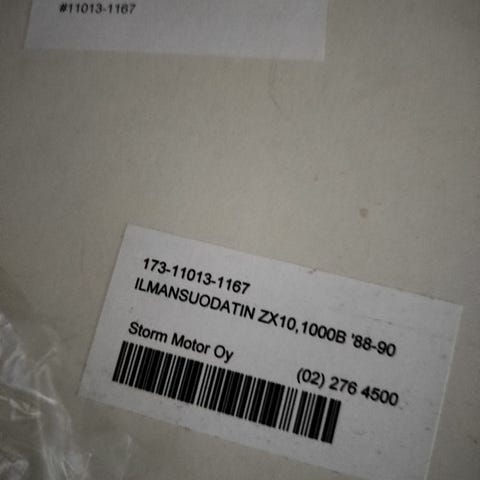 #11013-1167
173-11013-1167
ILMANSUODATIN ZX10,1000B '88-90
Storm Motor Oy
(02) 276 4500